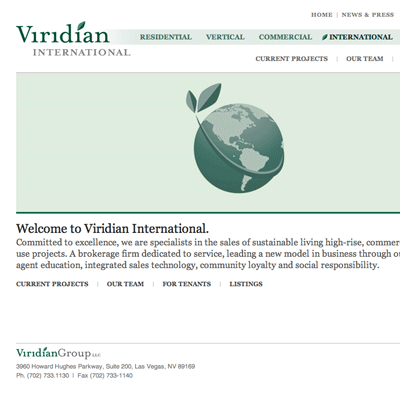 HOME | NEWS & PRESS
Viridian
INTERNATIONAL
RESIDENTIAL VERTICAL COMMERCIAL INTERNATIONAL
CURRENT PROJECTS | OUR TEAM |
Welcome to Viridian International.
Committed to excellence, we are specialists in the sales of sustainable living high-rise,
use projects. A brokerage firm dedicated to service, leading a new model in business through
agent education, integrated sales technology, community loyalty and social responsibility.
CURRENT PROJECTS | OUR TEAM | FOR TENANTS | LISTINGS
ViridianGroup LLC
3960 Howard Hughes Parkway, Suite 200, Las Vegas, NV 89169
Ph. (702) 733.1130 | Fax (702) 733-1140